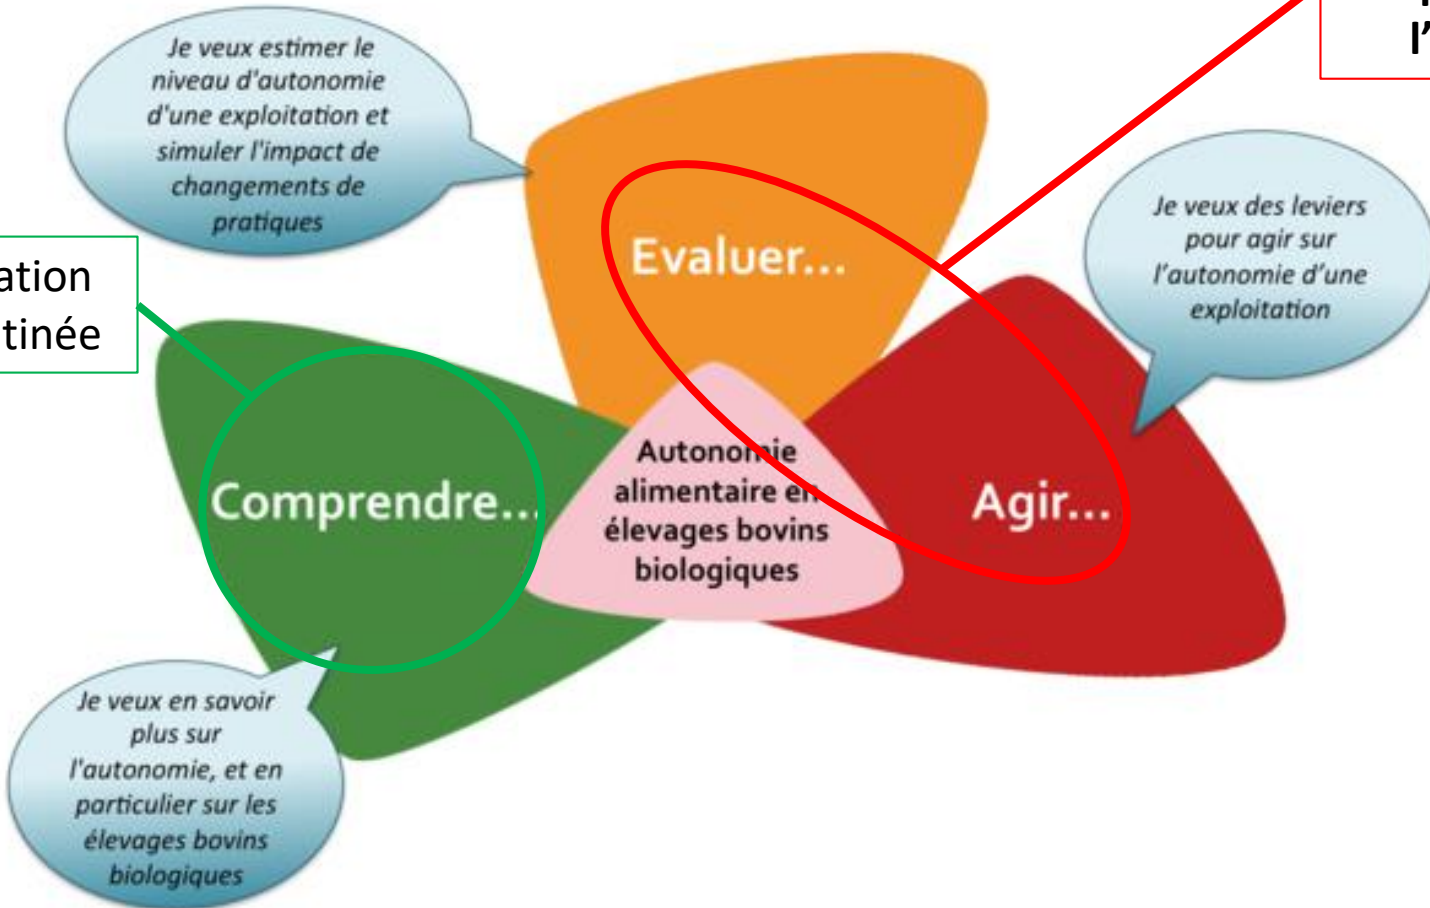 Je veux estimer le
niveau d'autonomie
d'une exploitation et
simuler l'impact de
changements de
pratiques
l'
Je veux des leviers
pour agir sur
l'autonomie d'une
exploitation
Evaluer...
ation
tinée
Comprendre...
Autonomie
alimentaire en
élevages bovins
biologiques
Agir...
Je veux en savoir
plus sur
l'autonomie, et en
particulier sur les
élevages bovins
biologiques